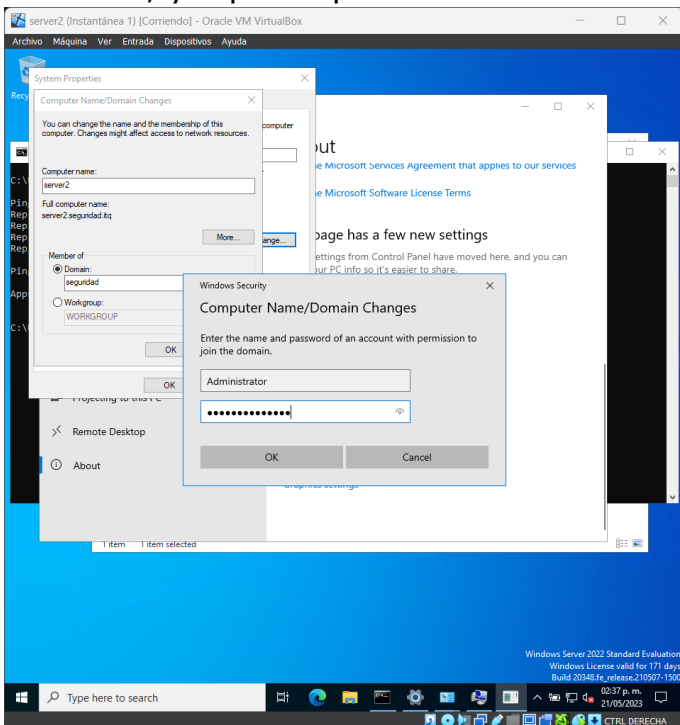 server2 (Instantánea 1) [Corriendo] - Oracle VM VirtualBox
Archivo Máquina Ver Entrada Dispositivos Ayuda
System Properties
Computer Name/Domain Changes
You can change the name and the membership of this
computer. Changes might affect access to network resources.
Computer name:
server2
Full computer name:
server2.seguridad.itq
More...
Member of
Domain:
seguridad
Workgroup:
WORKGROUP
OK
OK
computer
ange...
out
e Microsoft Services Agreement that applies to our services
e Microsoft Software License Terms
page has a few new settings
ettings from Control Panel have moved here, and you can
our PC info so it's easier to share.
C:\
Pin
Rep
Rep
Rep
Rep
Pin
App
C:\
Windows Security
Computer Name/Domain Changes
Enter the name and password of an account with permission to
join the domain.
Administrator
OK Cancel
Projecting to this PC
Remote Desktop
About
Graphics settings
1 item 1 item selected
Windows Server 2022 Standard Evaluation
Windows License valid for 171 days
Build 20348.fe_release.210507-1500
Type here to search
02:37 p. m.
21/05/2023
CTRL DERECHA